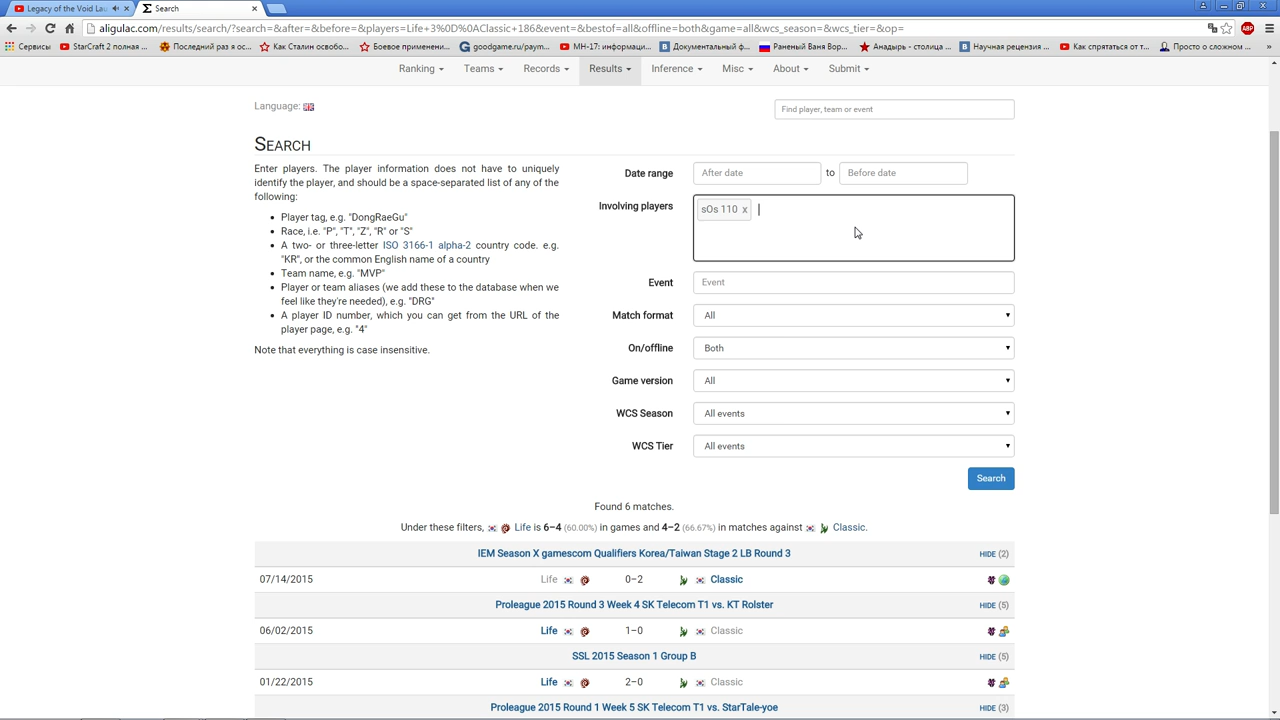 Legacy of the Void Lau
Search
aligulac.com/results/search/?search=&after=&before=&players=Life+3%0D%0AClassic+186&event=&bestof=all&offline=both&game=all&wcs_season=&wcs_tier=&op=
Сервисы
StarCraft 2 полная ...
Последний раз я ос...
Как Сталин освобо...
Боевое примени...
goodgame.ru/paym...
МН-17: информаци...
Документальный ф...
Раненый Ваня Вор...
Анадырь - столица ...
Научная рецензия ...
Как спрятаться от т...
Просто о сложном ...
»
Ranking Teams Records Results Inference Misc About Submit
Language:
Find player, team or event
Search
Enter players. The player information does not have to uniquely
identify the player, and should be a space-separated list of any of the
following:
Player tag, e.g. "DongRaeGu"
Race, i.e. "P", "T", "Z", "R" or "S"
A two- or three-letter ISO 3166-1 alpha-2 country code. e.g.
"KR", or the common English name of a country
Team name, e.g. "MVP"
Player or team aliases (we add these to the database when we
feel like they're needed), e.g. "DRG"
A player ID number, which you can get from the URL of the
player page, e.g. "4"
Note that everything is case insensitive.
Date range After date to Before date
Involving players sOs 110 x
Event Event
Match format All
On/offline Both
Game version All
WCS Season All events
WCS Tier All events
Search
Found 6 matches.
Under these filters, Life is 6–4 (60.00%) in games and 4–2 (66.67%) in matches against Classic.
IEM Season X gamescom Qualifiers Korea/Taiwan Stage 2 LB Round 3 HIDE (2)
07/14/2015 Life 0–2 Classic
Proleague 2015 Round 3 Week 4 SK Telecom T1 vs. KT Rolster HIDE (5)
06/02/2015 Life 1–0 Classic
SSL 2015 Season 1 Group B HIDE (5)
01/22/2015 Life 2–0 Classic
Proleague 2015 Round 1 Week 5 SK Telecom T1 vs. StarTale-yoe HIDE (3)